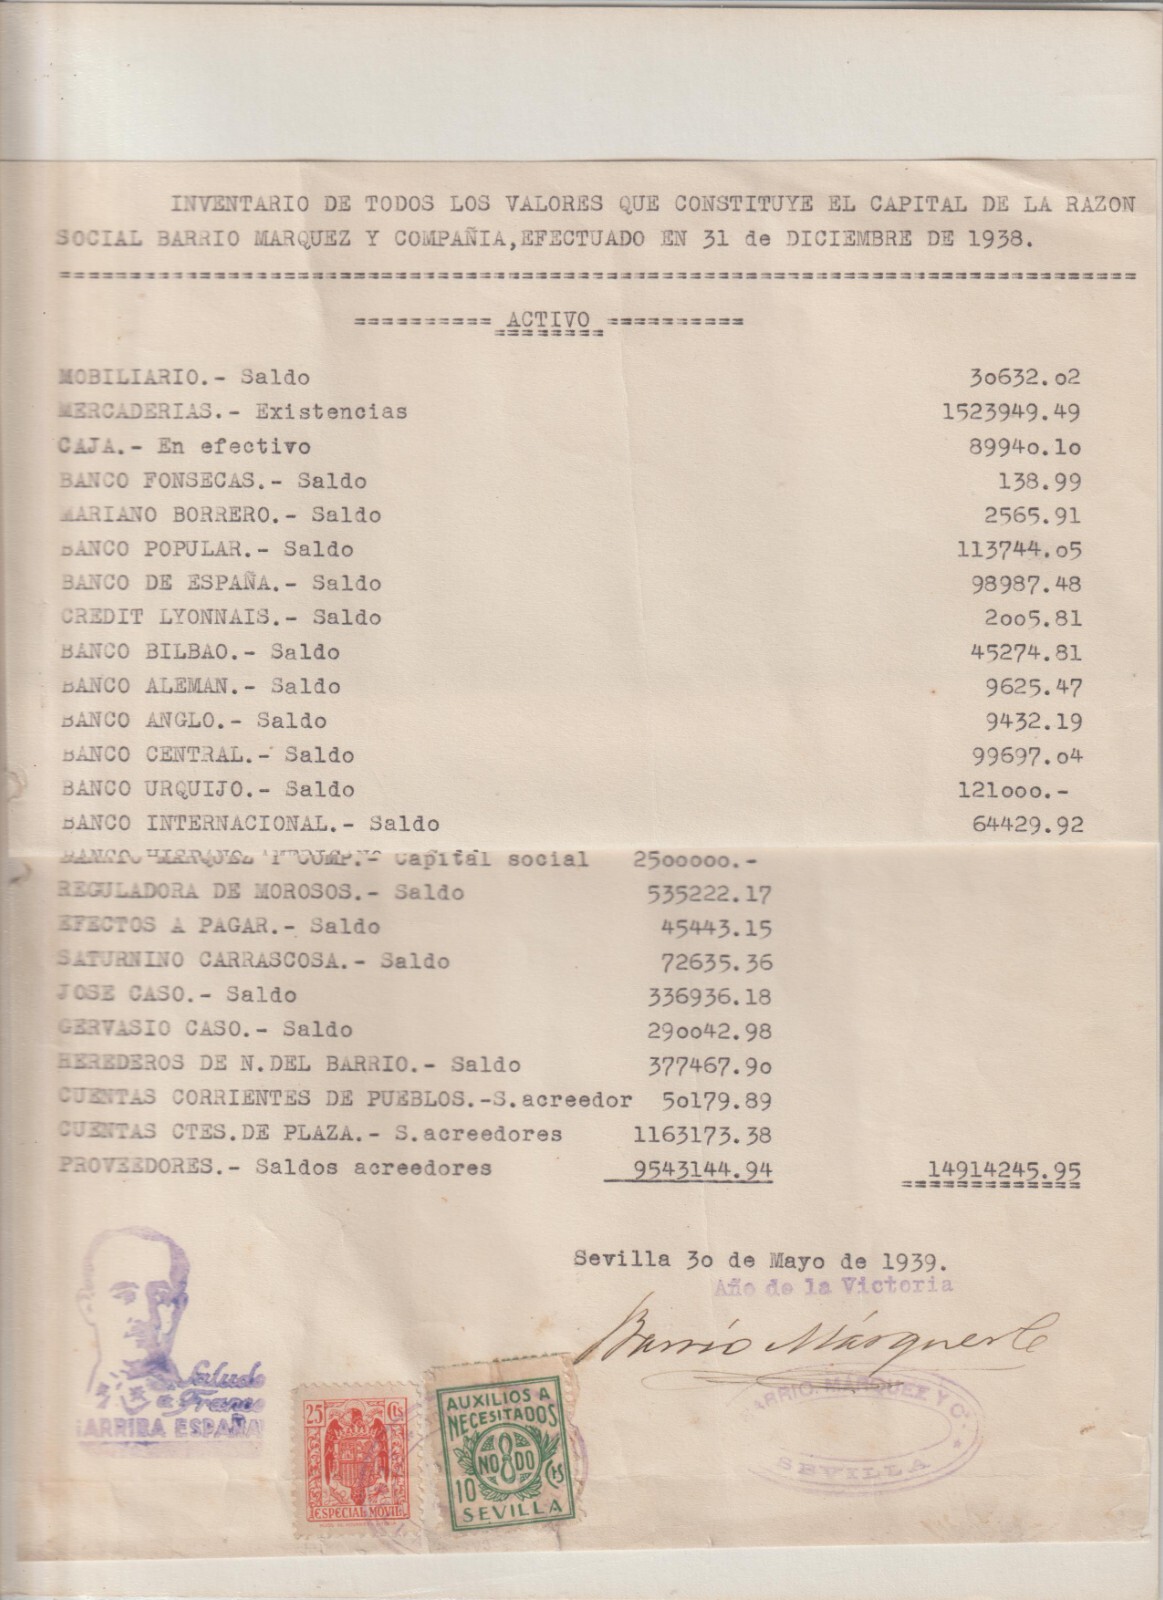 INVENTARIO DE TODOS LOS VALORES QUE CONSTITUYE EL CAPITAL DE LA RAZON
SOCIAL BARRIO MARQUEZ Y COMPAÑIA,EFECTUADO EN 31 de DICIEMBRE DE 1938.
========== ACTIVO ==========
MOBILIARIO.- Saldo 30632.02
MERCADERIAS.- Existencias 1523949.49
CAJA.- En efectivo 89940.10
BANCO FONSECAS.- Saldo 138.99
MARIANO BORRERO.- Saldo 2565.91
BANCO POPULAR.- Saldo 113744.05
BANCO DE ESPAÑA.- Saldo 98987.48
CREDIT LYONNAIS.- Saldo 2005.81
BANCO BILBAO.- Saldo 45274.81
BANCO ALEMAN.- Saldo 9625.47
BANCO ANGLO.- Saldo 9432.19
BANCO CENTRAL.- Saldo 99697.04
BANCO URQUIJO.- Saldo 121000.-
BANCO INTERNACIONAL.- Saldo 64429.92
Capital social 2500000.-
REGULADORA DE MOROSOS.- Saldo 535222.17
EFECTOS A PAGAR.- Saldo 45443.15
SATURNINO CARRASCOSA.- Saldo 72635.36
JOSE CASO.- Saldo 336936.18
GERVASIO CASO.- Saldo 290042.98
HEREDEROS DE N.DEL BARRIO.- Saldo 377467.90
CUENTAS CORRIENTES DE PUEBLOS.-S.acreedor 50179.89
CUENTAS CTES.DE PLAZA.- S.acreedores 1163173.38
PROVEEDORES.- Saldos acreedores 9543144.94 14914245.95
Sevilla 30 de Mayo de 1939.
Año de la Victoria
Barrio Márquez
Saludo
a Franco
¡ARRIBA ESPAÑA!
25 Cts
ESPECIAL MOVIL
AUXILIOS A
NECESITADOS
NO8DO
10 Cts
SEVILLA
BARRIO, MARQUEZ Y Cª
SEVILLA